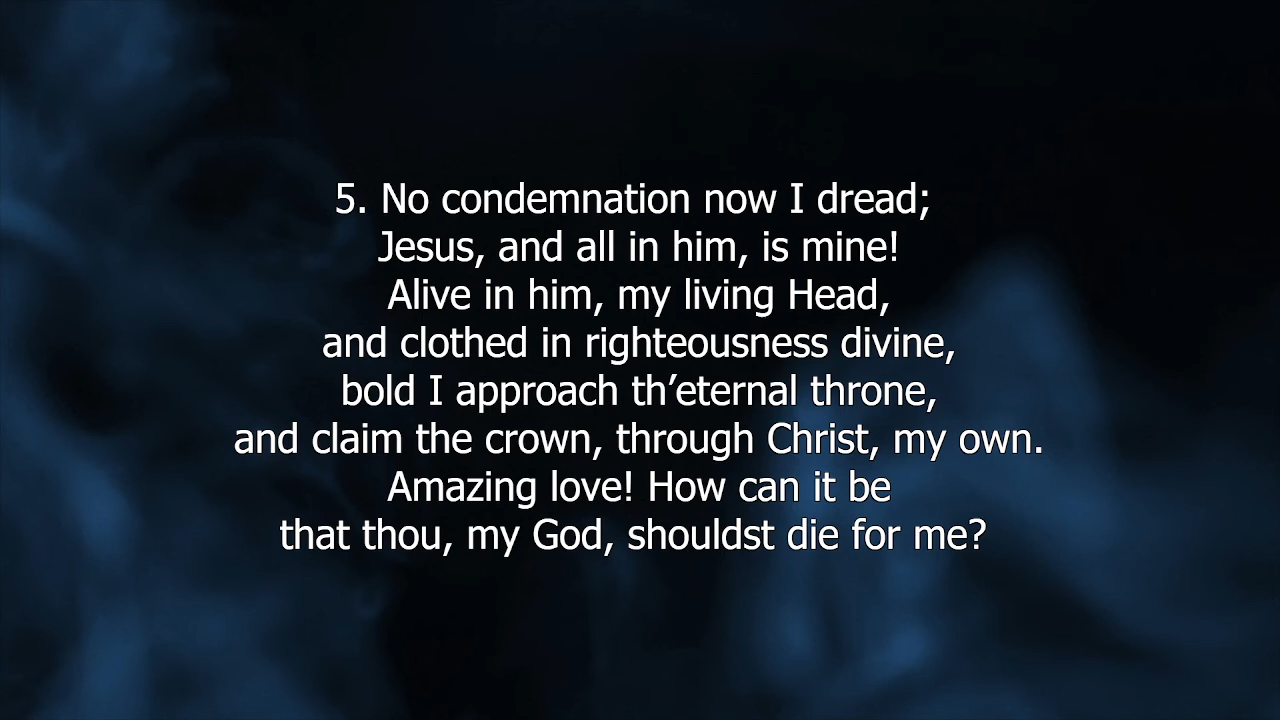 5. No condemnation now I dread;
Jesus, and all in him, is mine!
Alive in him, my living Head,
and clothed in righteousness divine,
bold I approach th’eternal throne,
and claim the crown, through Christ, my own.
Amazing love! How can it be
that thou, my God, shouldst die for me?